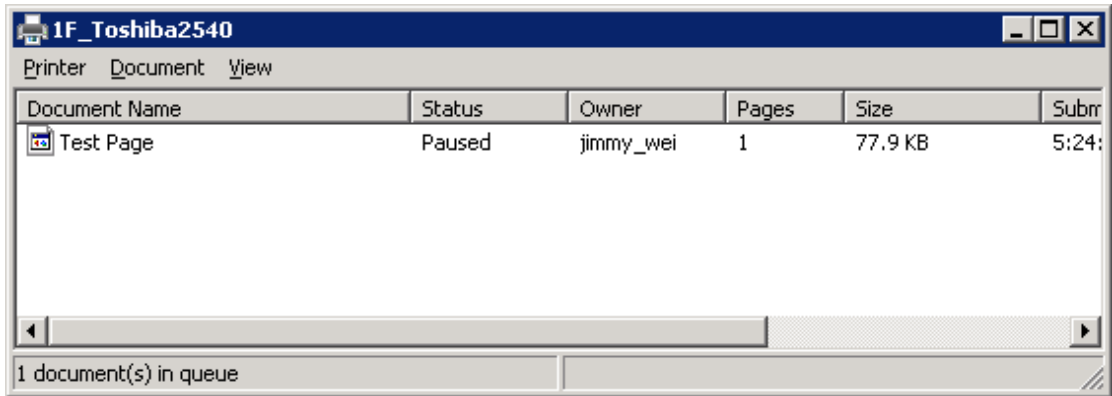 1F_Toshiba2540
Printer Document View
Document Name Status Owner Pages Size Subm
Test Page Paused jimmy_wei 1 77.9 KB 5:24:
1 document(s) in queue